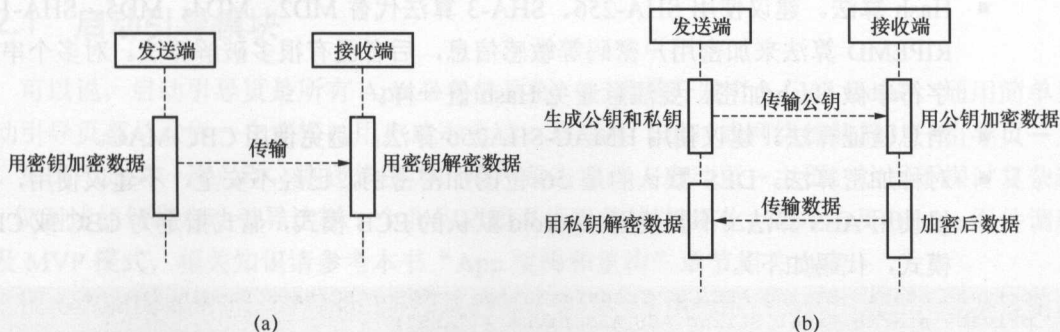 发送端
接收端
用密钥加密数据
传输
用密钥解密数据
(a)
发送端
接收端
生成公钥和私钥
传输公钥
用公钥加密数据
用私钥解密数据
传输数据
加密后数据
(b)